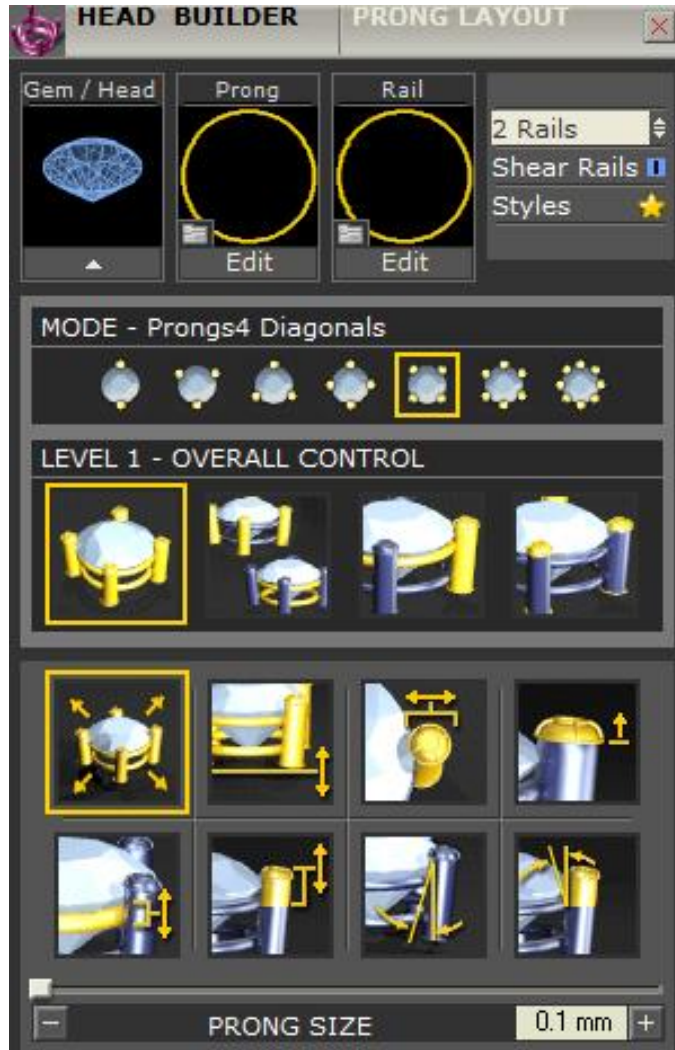 HEAD BUILDER
PRONG LAYOUT
Gem / Head
Prong
Rail
2 Rails
Shear Rails
Styles
Edit
Edit
MODE - Prongs4 Diagonals
LEVEL 1 - OVERALL CONTROL
PRONG SIZE
0.1 mm